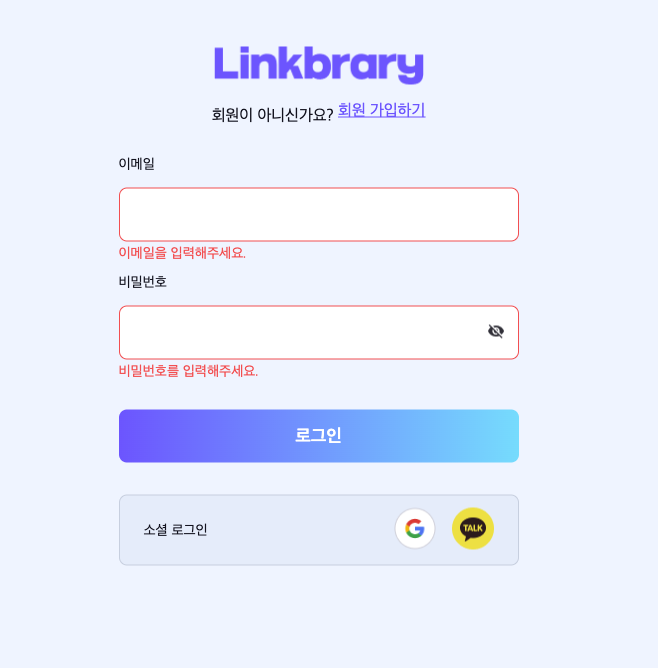 Linkbrary
회원이 아니신가요? 회원 가입하기
이메일
이메일을 입력해주세요.
비밀번호
비밀번호를 입력해주세요.
로그인
소셜 로그인
G
TALK